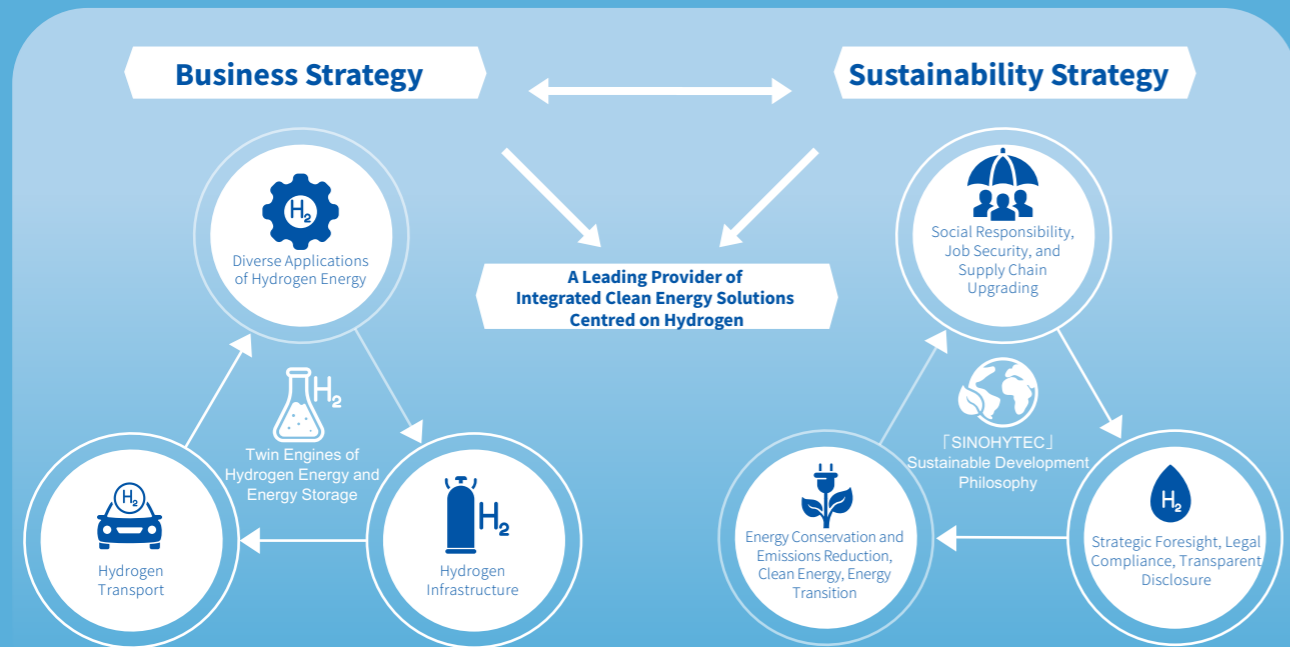 Business Strategy
Sustainability Strategy
H₂
Diverse Applications
of Hydrogen Energy
A Leading Provider of
Integrated Clean Energy Solutions
Centred on Hydrogen
Social Responsibility,
Job Security, and
Supply Chain
Upgrading
H₂
Twin Engines of
Hydrogen Energy and
Energy Storage
「SINOHYTEC」
Sustainable Development
Philosophy
H₂
Hydrogen
Transport
H₂
Hydrogen
Infrastructure
Energy Conservation and
Emissions Reduction,
Clean Energy, Energy
Transition
H₂
Strategic Foresight, Legal
Compliance, Transparent
Disclosure